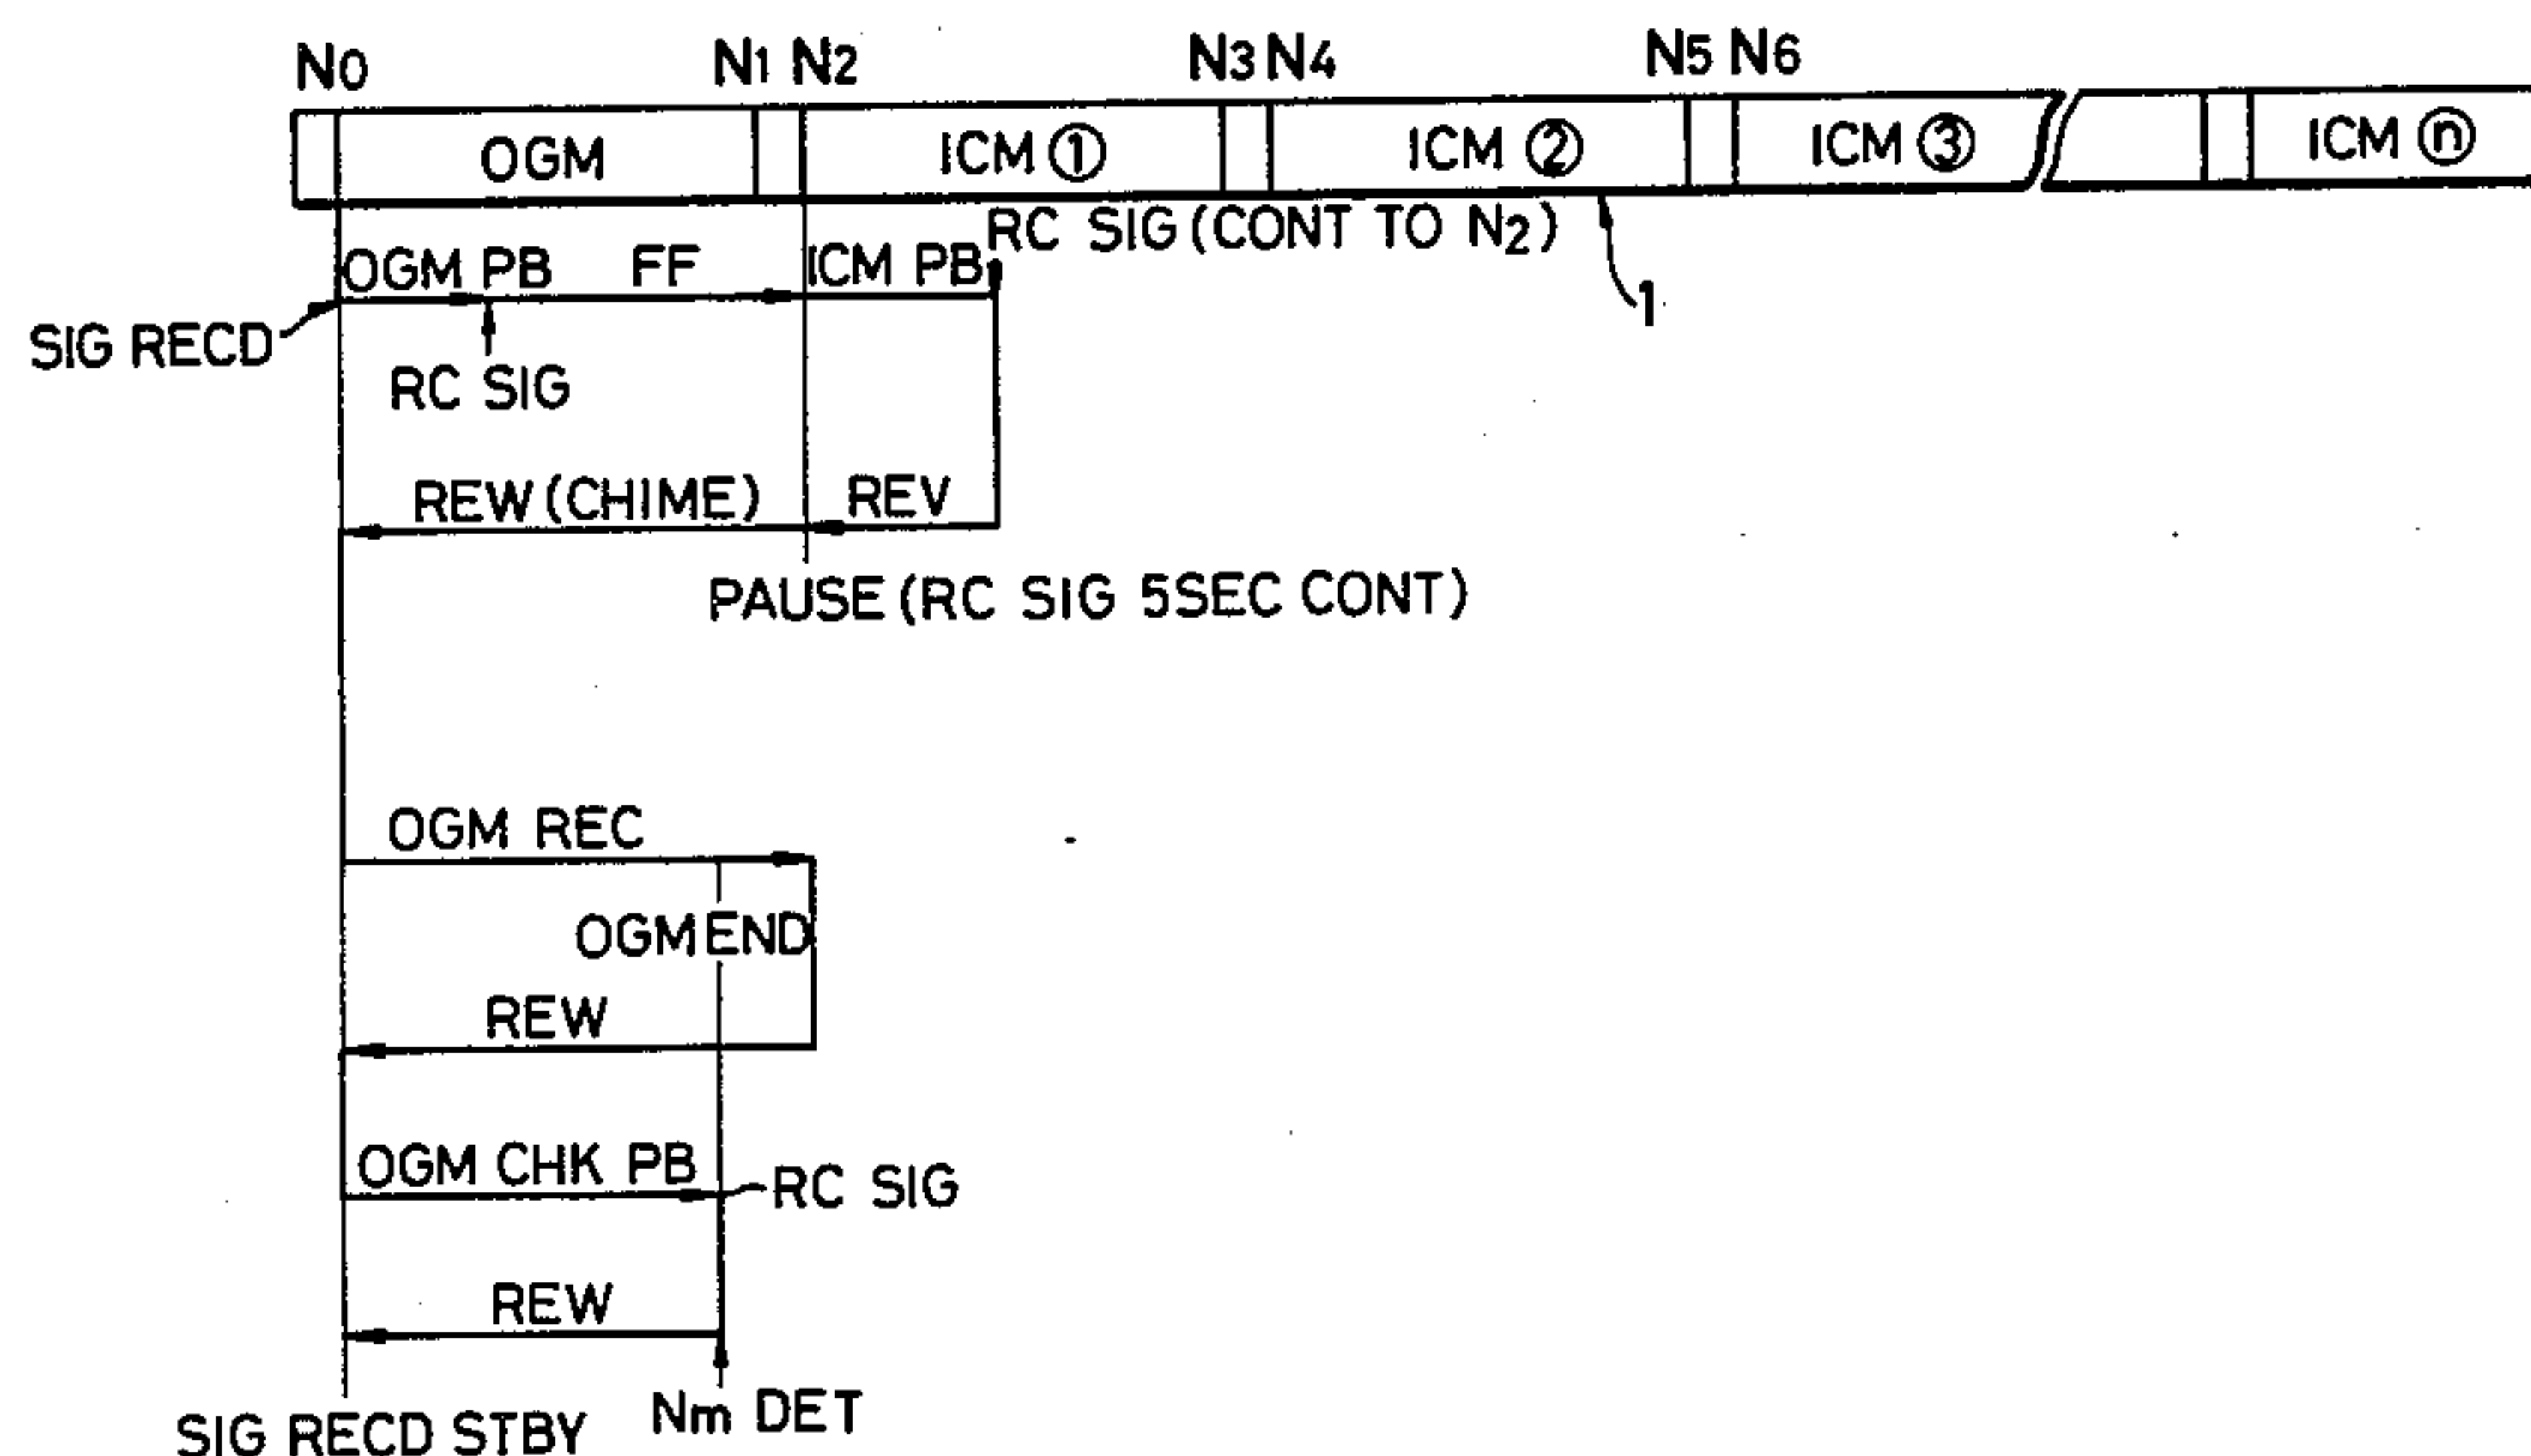 N0 N1 N2 N3 N4 N5 N6
OGM ICM ① ICM ② ICM ③ ICM ⓝ
RC SIG (CONT TO N2)
OGM PB FF ICM PB
1
SIG RECD
RC SIG
REW (CHIME) REV
PAUSE (RC SIG 5SEC CONT)
OGM REC
OGM END
REW
OGM CHK PB
RC SIG
REW
Nm DET
SIG RECD STBY